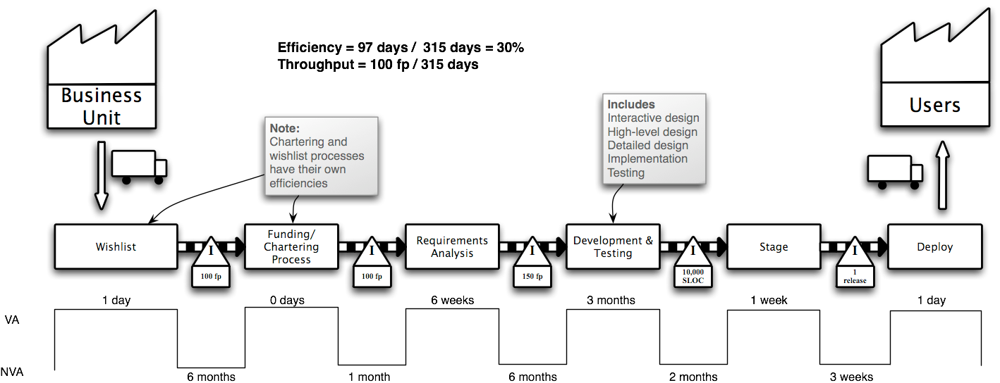 Efficiency = 97 days / 315 days = 30%
Throughput = 100 fp / 315 days
Business
Unit
Users
Note:
Chartering and
wishlist processes
have their own
efficiencies
Includes
Interactive design
High-level design
Detailed design
Implementation
Testing
Wishlist
I
100 fp
Funding/
Chartering
Process
I
100 fp
Requirements
Analysis
I
150 fp
Development &
Testing
I
10,000
SLOC
Stage
I
1
release
Deploy
1 day
0 days
6 weeks
3 months
1 week
1 day
VA
NVA
6 months
1 month
6 months
2 months
3 weeks